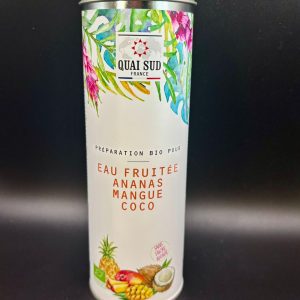 QUAI SUD
FRANCE
PRÉPARATION BIO POUR
EAU FRUITÉE
ANANAS
MANGUE
COCO